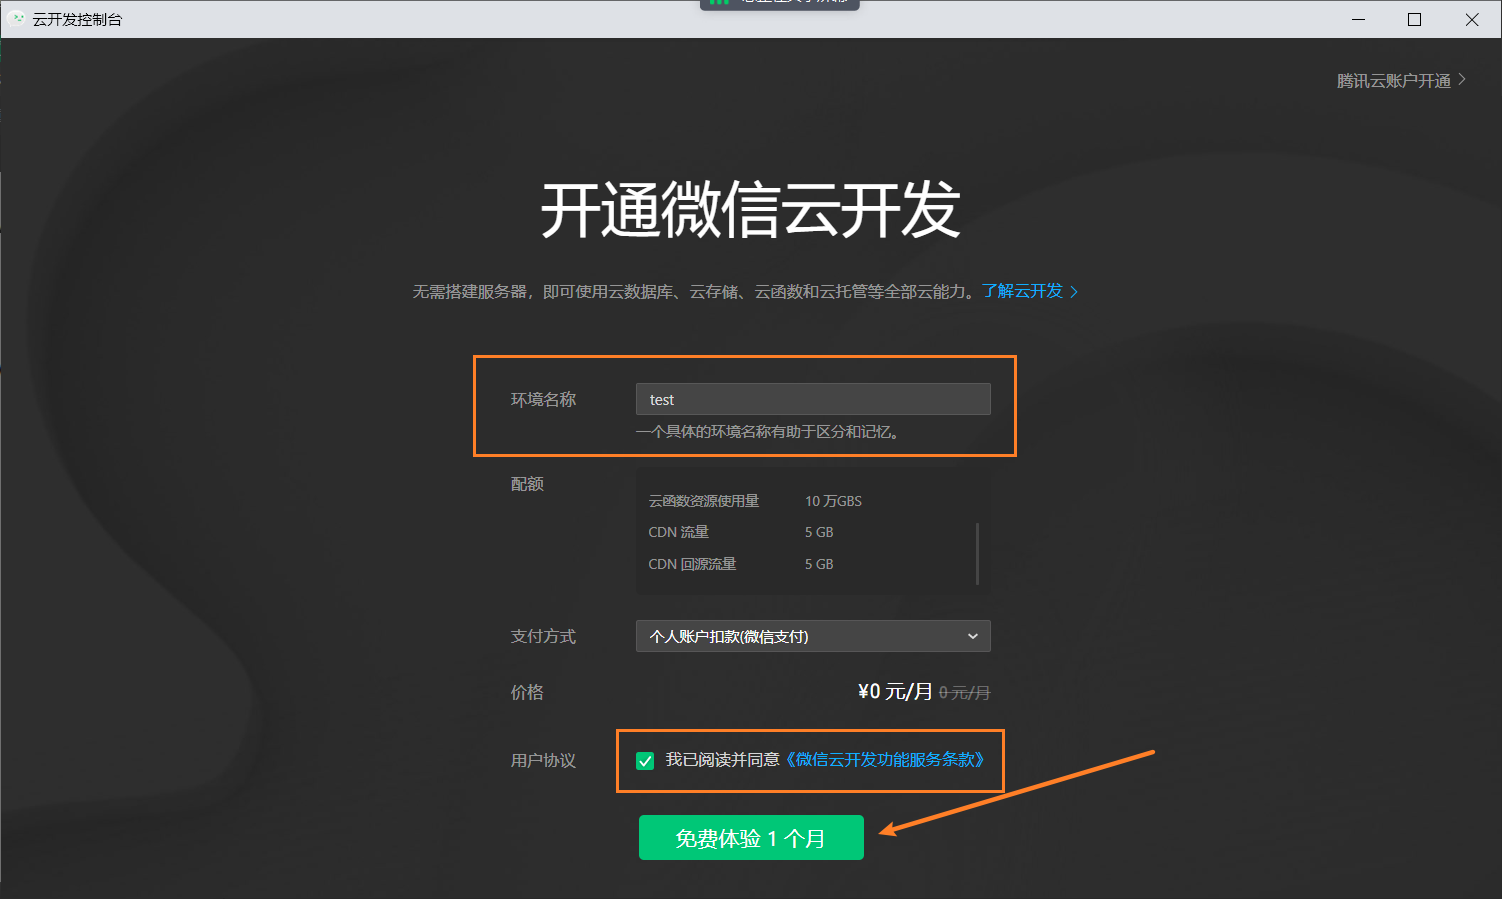 云开发控制台
腾讯云账户开通
开通微信云开发
无需搭建服务器，即可使用云数据库、云存储、云函数和云托管等全部云能力。了解云开发
环境名称
test
一个具体的环境名称有助于区分和记忆。
配额
云函数资源使用量 10 万GBS
CDN 流量 5 GB
CDN 回源流量 5 GB
支付方式 个人账户扣款(微信支付)
价格 ¥0 元/月 0 元/月
用户协议 我已阅读并同意《微信云开发功能服务条款》
免费体验 1 个月